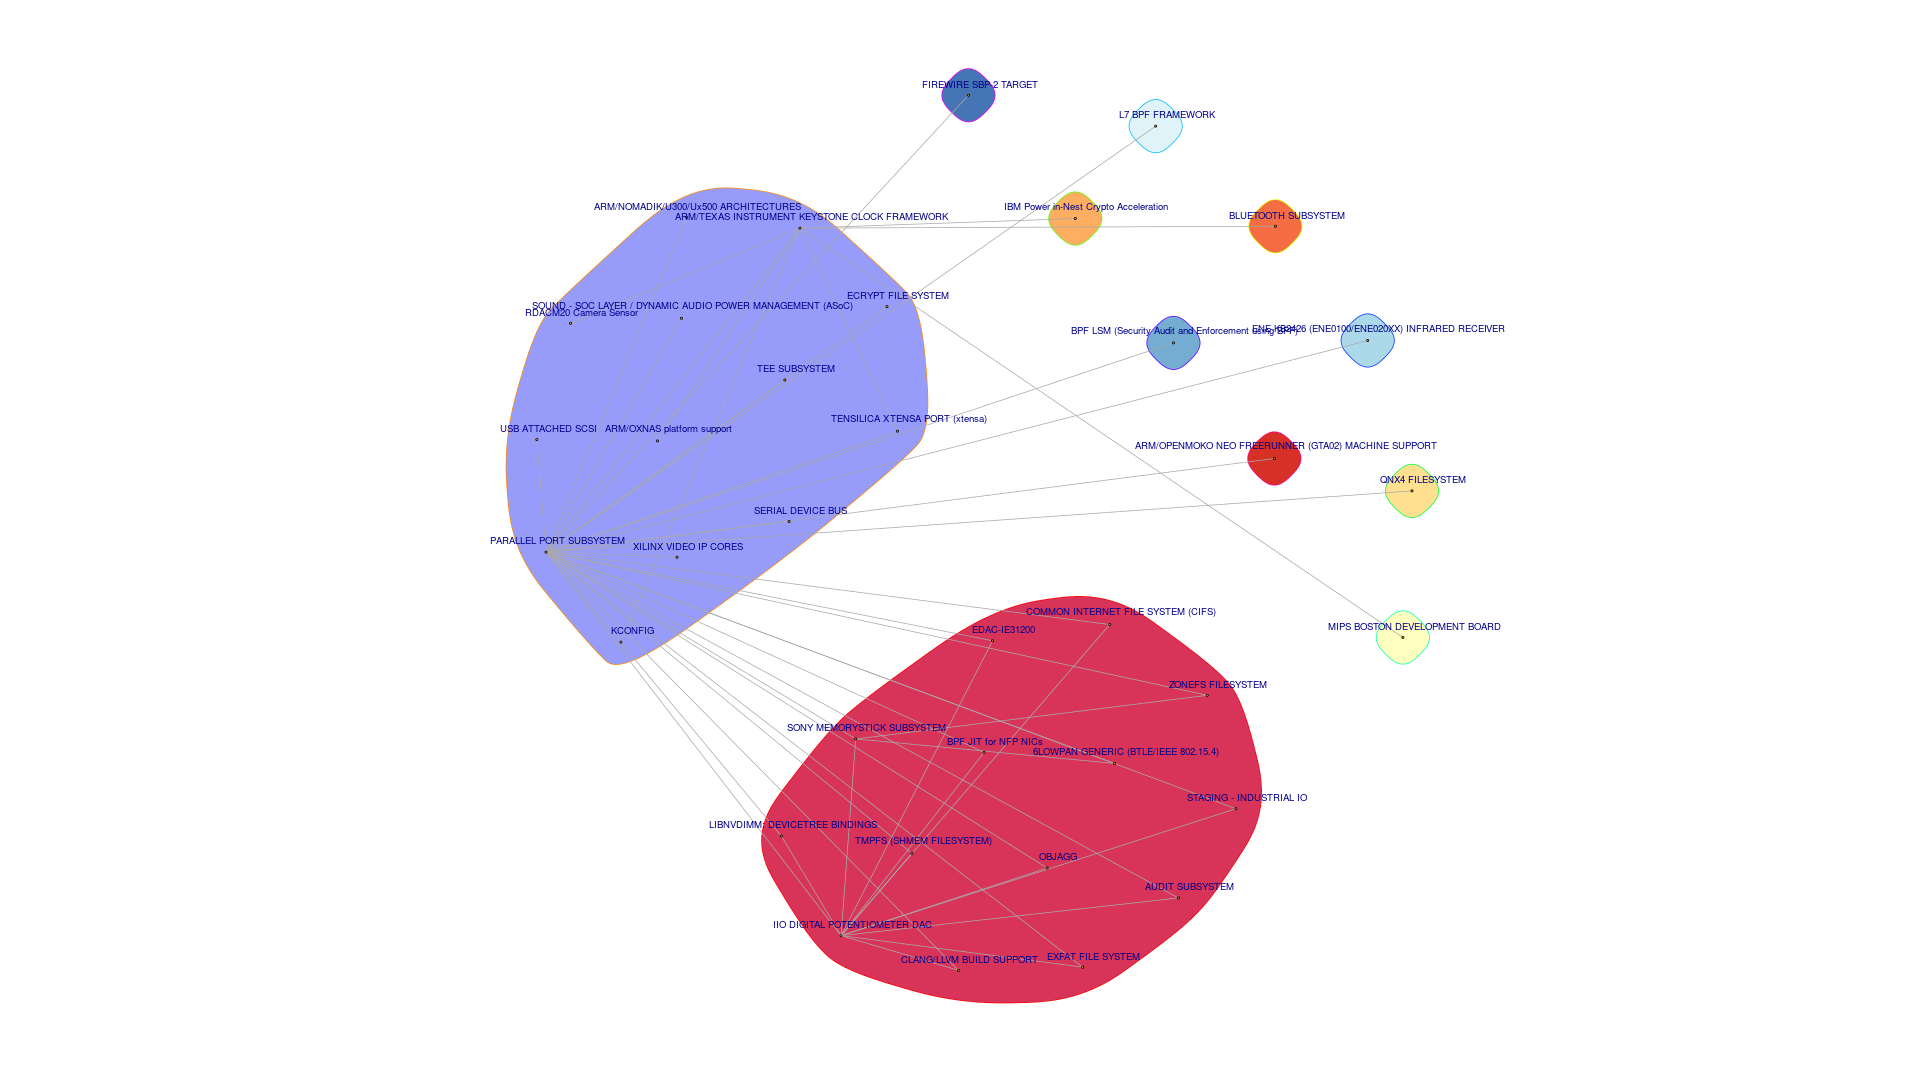 FIREWIRE SBP-2 TARGET
L7 BPF FRAMEWORK
ARM/NOMADIK/U300/Ux500 ARCHITECTURES
IBM Power in-Nest Crypto Acceleration
ARM/TEXAS INSTRUMENT KEYSTONE CLOCK FRAMEWORK
BLUETOOTH SUBSYSTEM
ECRYPT FILE SYSTEM
SOUND - SOC LAYER / DYNAMIC AUDIO POWER MANAGEMENT (ASoC)
RDACM20 Camera Sensor
BPF LSM (Security Audit and Enforcement using BPF)
ENE KB2426 (ENE0100/ENE020XX) INFRARED RECEIVER
TEE SUBSYSTEM
TENSILICA XTENSA PORT (xtensa)
USB ATTACHED SCSI
ARM/OXNAS platform support
ARM/OPENMOKO NEO FREERUNNER (GTA02) MACHINE SUPPORT
QNX4 FILESYSTEM
SERIAL DEVICE BUS
PARALLEL PORT SUBSYSTEM
XILINX VIDEO IP CORES
COMMON INTERNET FILE SYSTEM (CIFS)
KCONFIG
EDAC-IE31200
MIPS BOSTON DEVELOPMENT BOARD
ZONEFS FILESYSTEM
SONY MEMORYSTICK SUBSYSTEM
BPF JIT for NFP NICs
6LOWPAN GENERIC (BTLE/IEEE 802.15.4)
STAGING - INDUSTRIAL IO
LIBNVDIMM: DEVICETREE BINDINGS
TMPFS (SHMEM FILESYSTEM)
OBJAGG
AUDIT SUBSYSTEM
IIO DIGITAL POTENTIOMETER DAC
CLANG/LLVM BUILD SUPPORT
EXFAT FILE SYSTEM